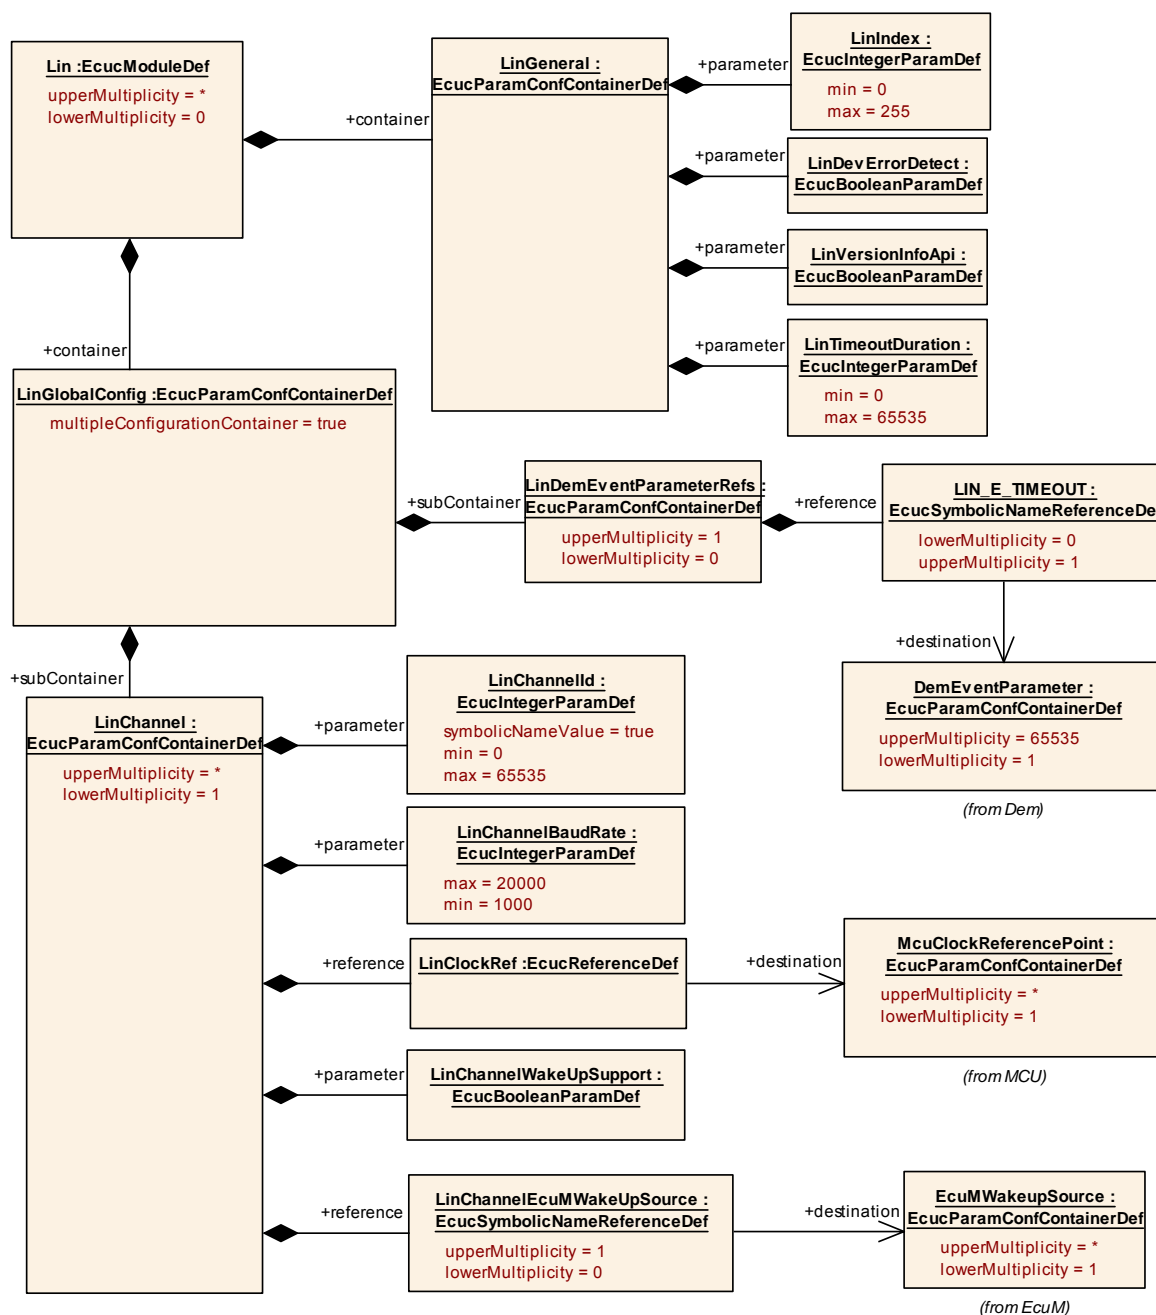 Lin :EcucModuleDef
upperMultiplicity = *
lowerMultiplicity = 0
+container
LinGeneral :
EcucParamConfContainerDef
+parameter
LinIndex :
EcucIntegerParamDef
min = 0
max = 255
+parameter
LinDevErrorDetect :
EcucBooleanParamDef
+parameter
LinVersionInfoApi :
EcucBooleanParamDef
+parameter
LinTimeoutDuration :
EcucIntegerParamDef
min = 0
max = 65535
+container
LinGlobalConfig :EcucParamConfContainerDef
multipleConfigurationContainer = true
+subContainer
LinDemEventParameterRefs :
EcucParamConfContainerDef
upperMultiplicity = 1
lowerMultiplicity = 0
+reference
LIN_E_TIMEOUT :
EcucSymbolicNameReferenceDe
lowerMultiplicity = 0
upperMultiplicity = 1
+destination
DemEventParameter :
EcucParamConfContainerDef
upperMultiplicity = 65535
lowerMultiplicity = 1
(from Dem)
+subContainer
LinChannel :
EcucParamConfContainerDef
upperMultiplicity = *
lowerMultiplicity = 1
+parameter
LinChannelId :
EcucIntegerParamDef
symbolicNameValue = true
min = 0
max = 65535
+parameter
LinChannelBaudRate :
EcucIntegerParamDef
max = 20000
min = 1000
+reference
LinClockRef :EcucReferenceDef
+destination
McuClockReferencePoint :
EcucParamConfContainerDef
upperMultiplicity = *
lowerMultiplicity = 1
(from MCU)
+parameter
LinChannelWakeUpSupport :
EcucBooleanParamDef
+reference
LinChannelEcuMWakeUpSource :
EcucSymbolicNameReferenceDef
upperMultiplicity = 1
lowerMultiplicity = 0
+destination
EcuMWakeupSource :
EcucParamConfContainerDef
upperMultiplicity = *
lowerMultiplicity = 1
(from EcuM)